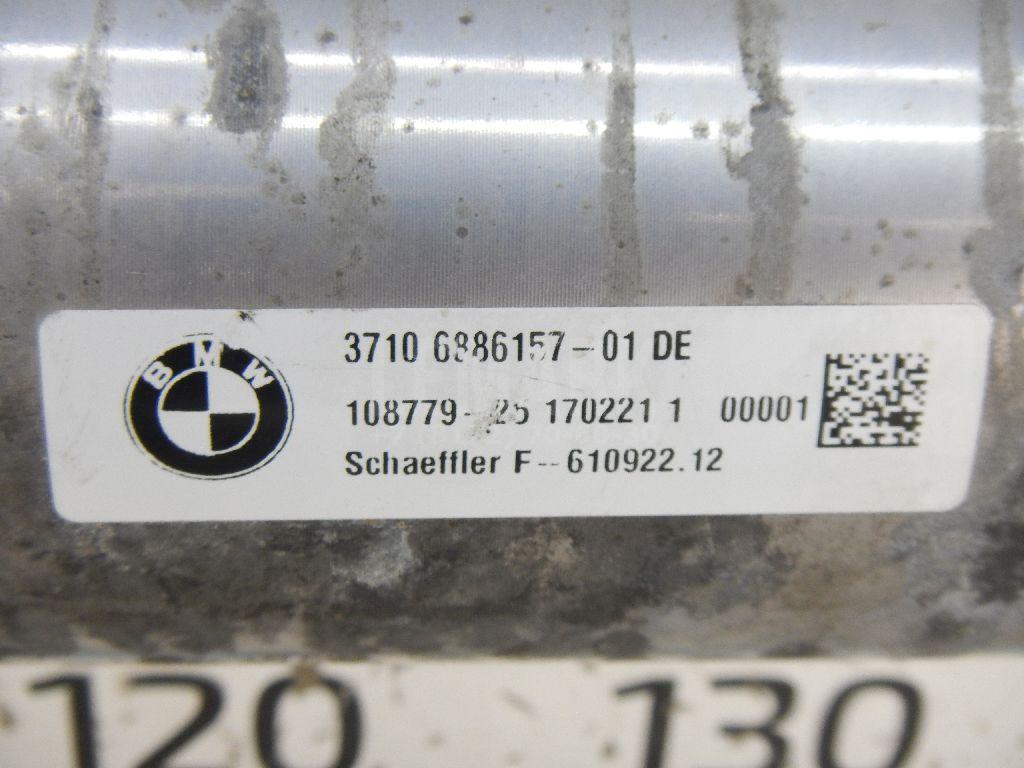 BMW
3710 6886157-01 DE
108779-25 170221 1 00001
Schaeffler F--610922.12
120 130